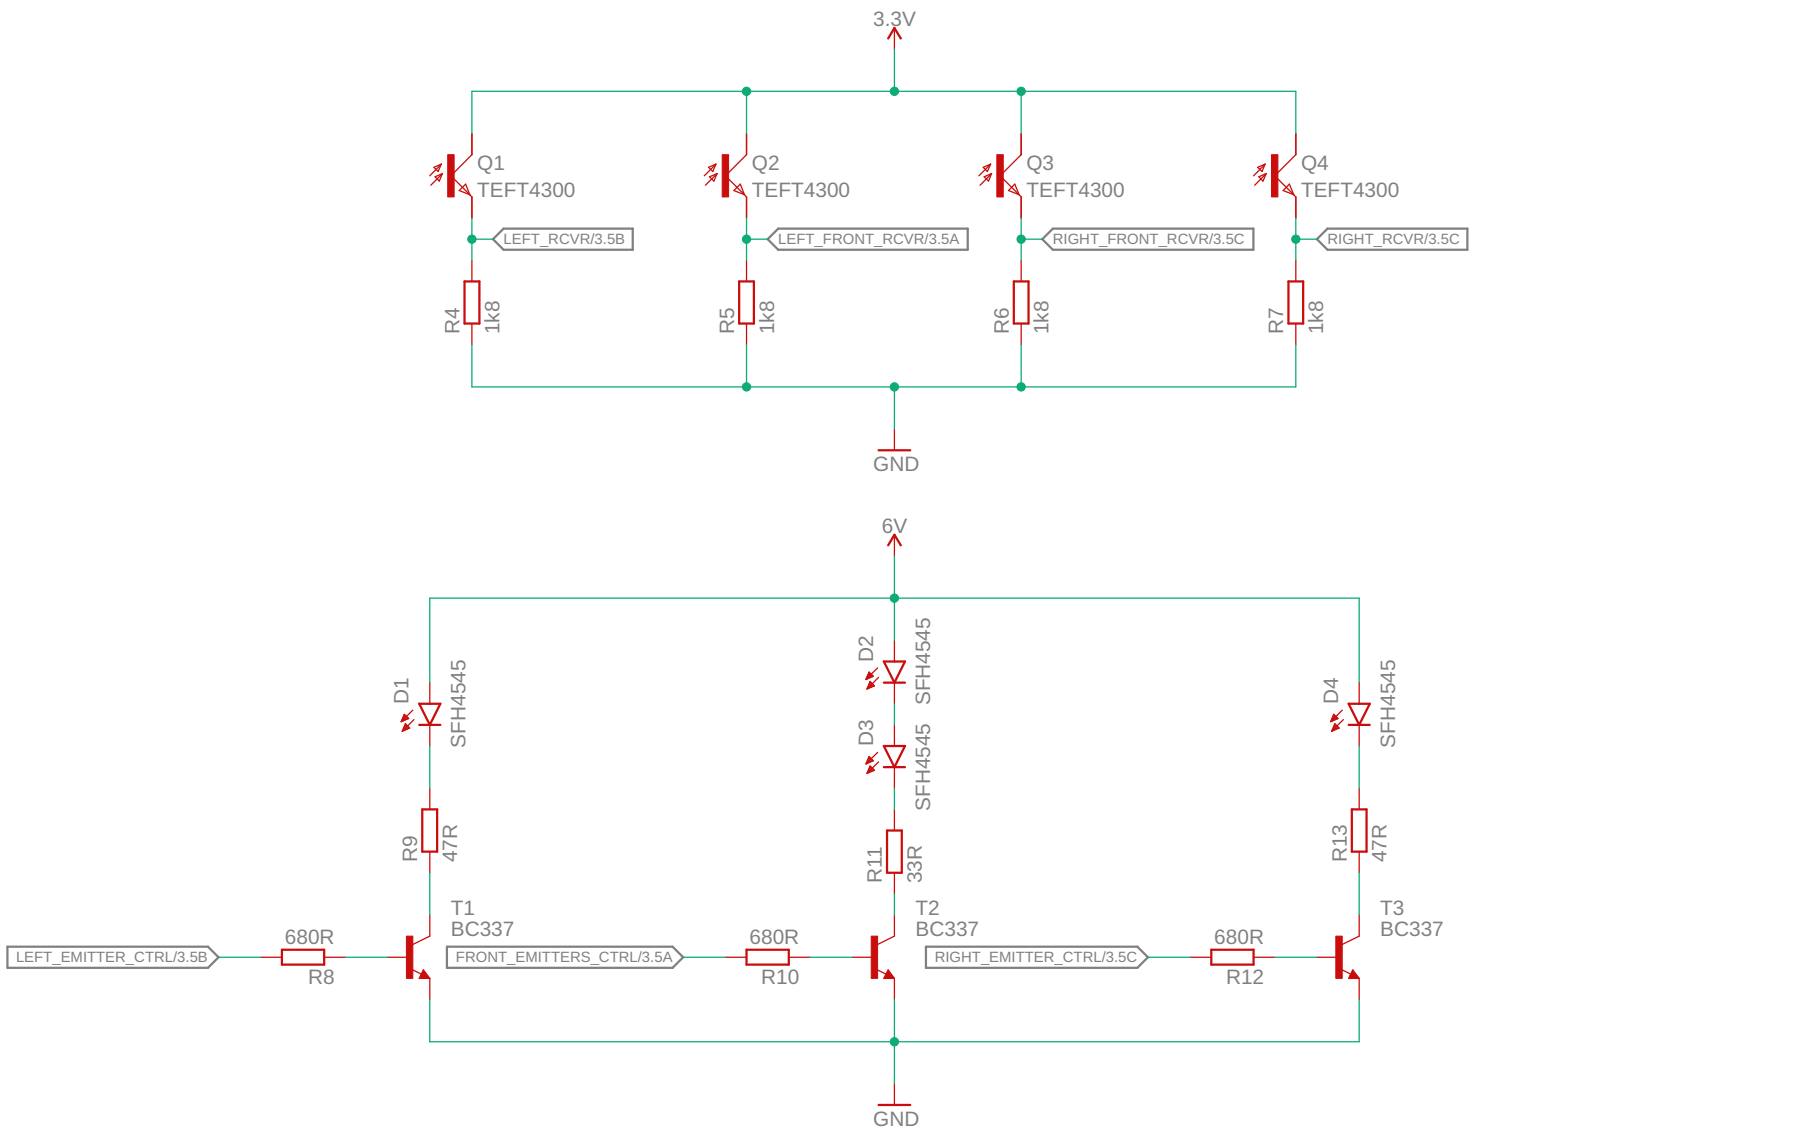 3.3V
Q1
TEFT4300
Q2
TEFT4300
Q3
TEFT4300
Q4
TEFT4300
LEFT_RCVR/3.5B
LEFT_FRONT_RCVR/3.5A
RIGHT_FRONT_RCVR/3.5C
RIGHT_RCVR/3.5C
R4
1k8
R5
1k8
R6
1k8
R7
1k8
GND
6V
D1
SFH4545
D2
SFH4545
D3
SFH4545
D4
SFH4545
R9
47R
R11
33R
R13
47R
T1
BC337
T2
BC337
T3
BC337
LEFT_EMITTER_CTRL/3.5B
680R
R8
FRONT_EMITTERS_CTRL/3.5A
680R
R10
RIGHT_EMITTER_CTRL/3.5C
680R
R12
GND